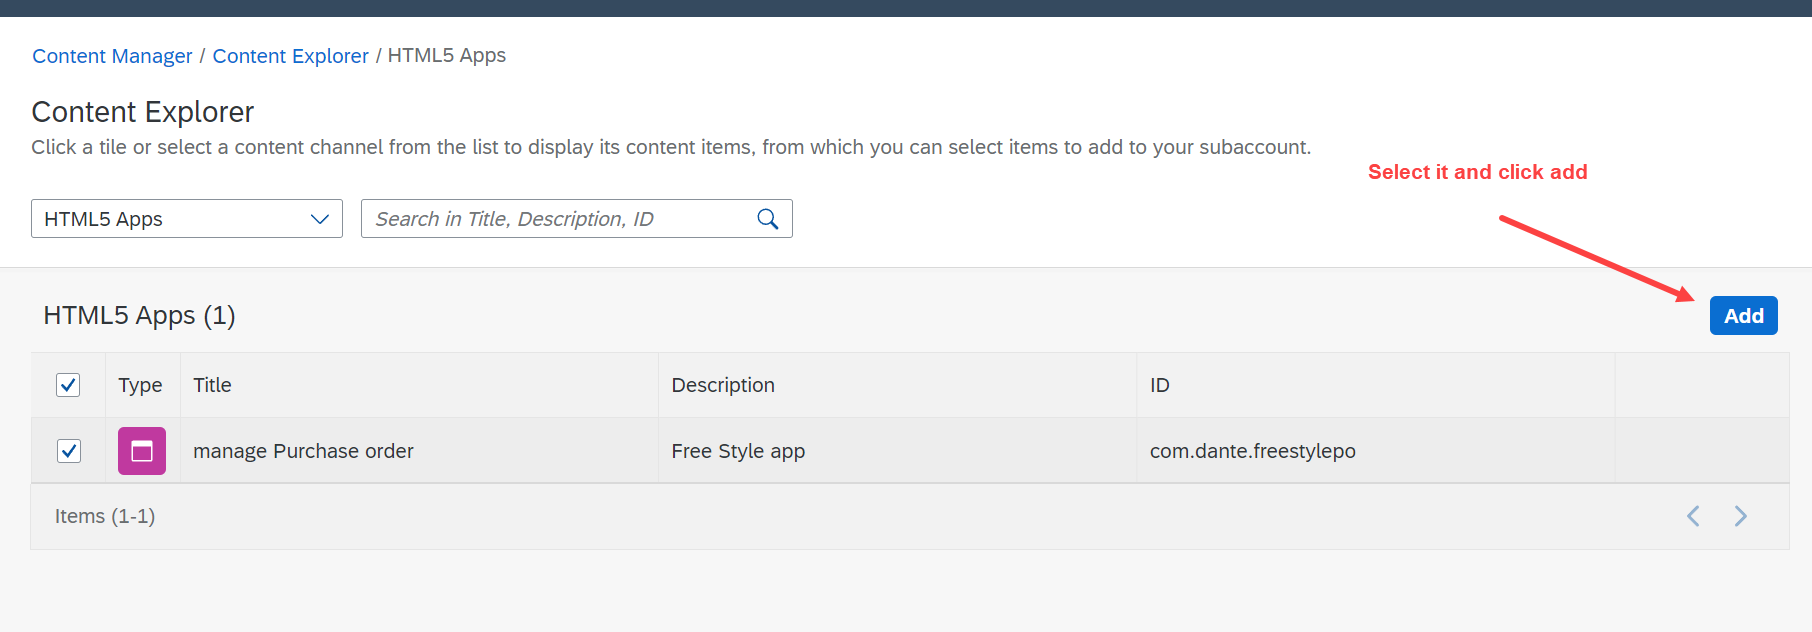 Content Manager / Content Explorer / HTML5 Apps
Content Explorer
Click a tile or select a content channel from the list to display its content items, from which you can select items to add to your subaccount.
Select it and click add
HTML5 Apps
Search in Title, Description, ID
HTML5 Apps (1)
Add
Type Title Description ID
manage Purchase order Free Style app com.dante.freestylepo
Items (1-1)